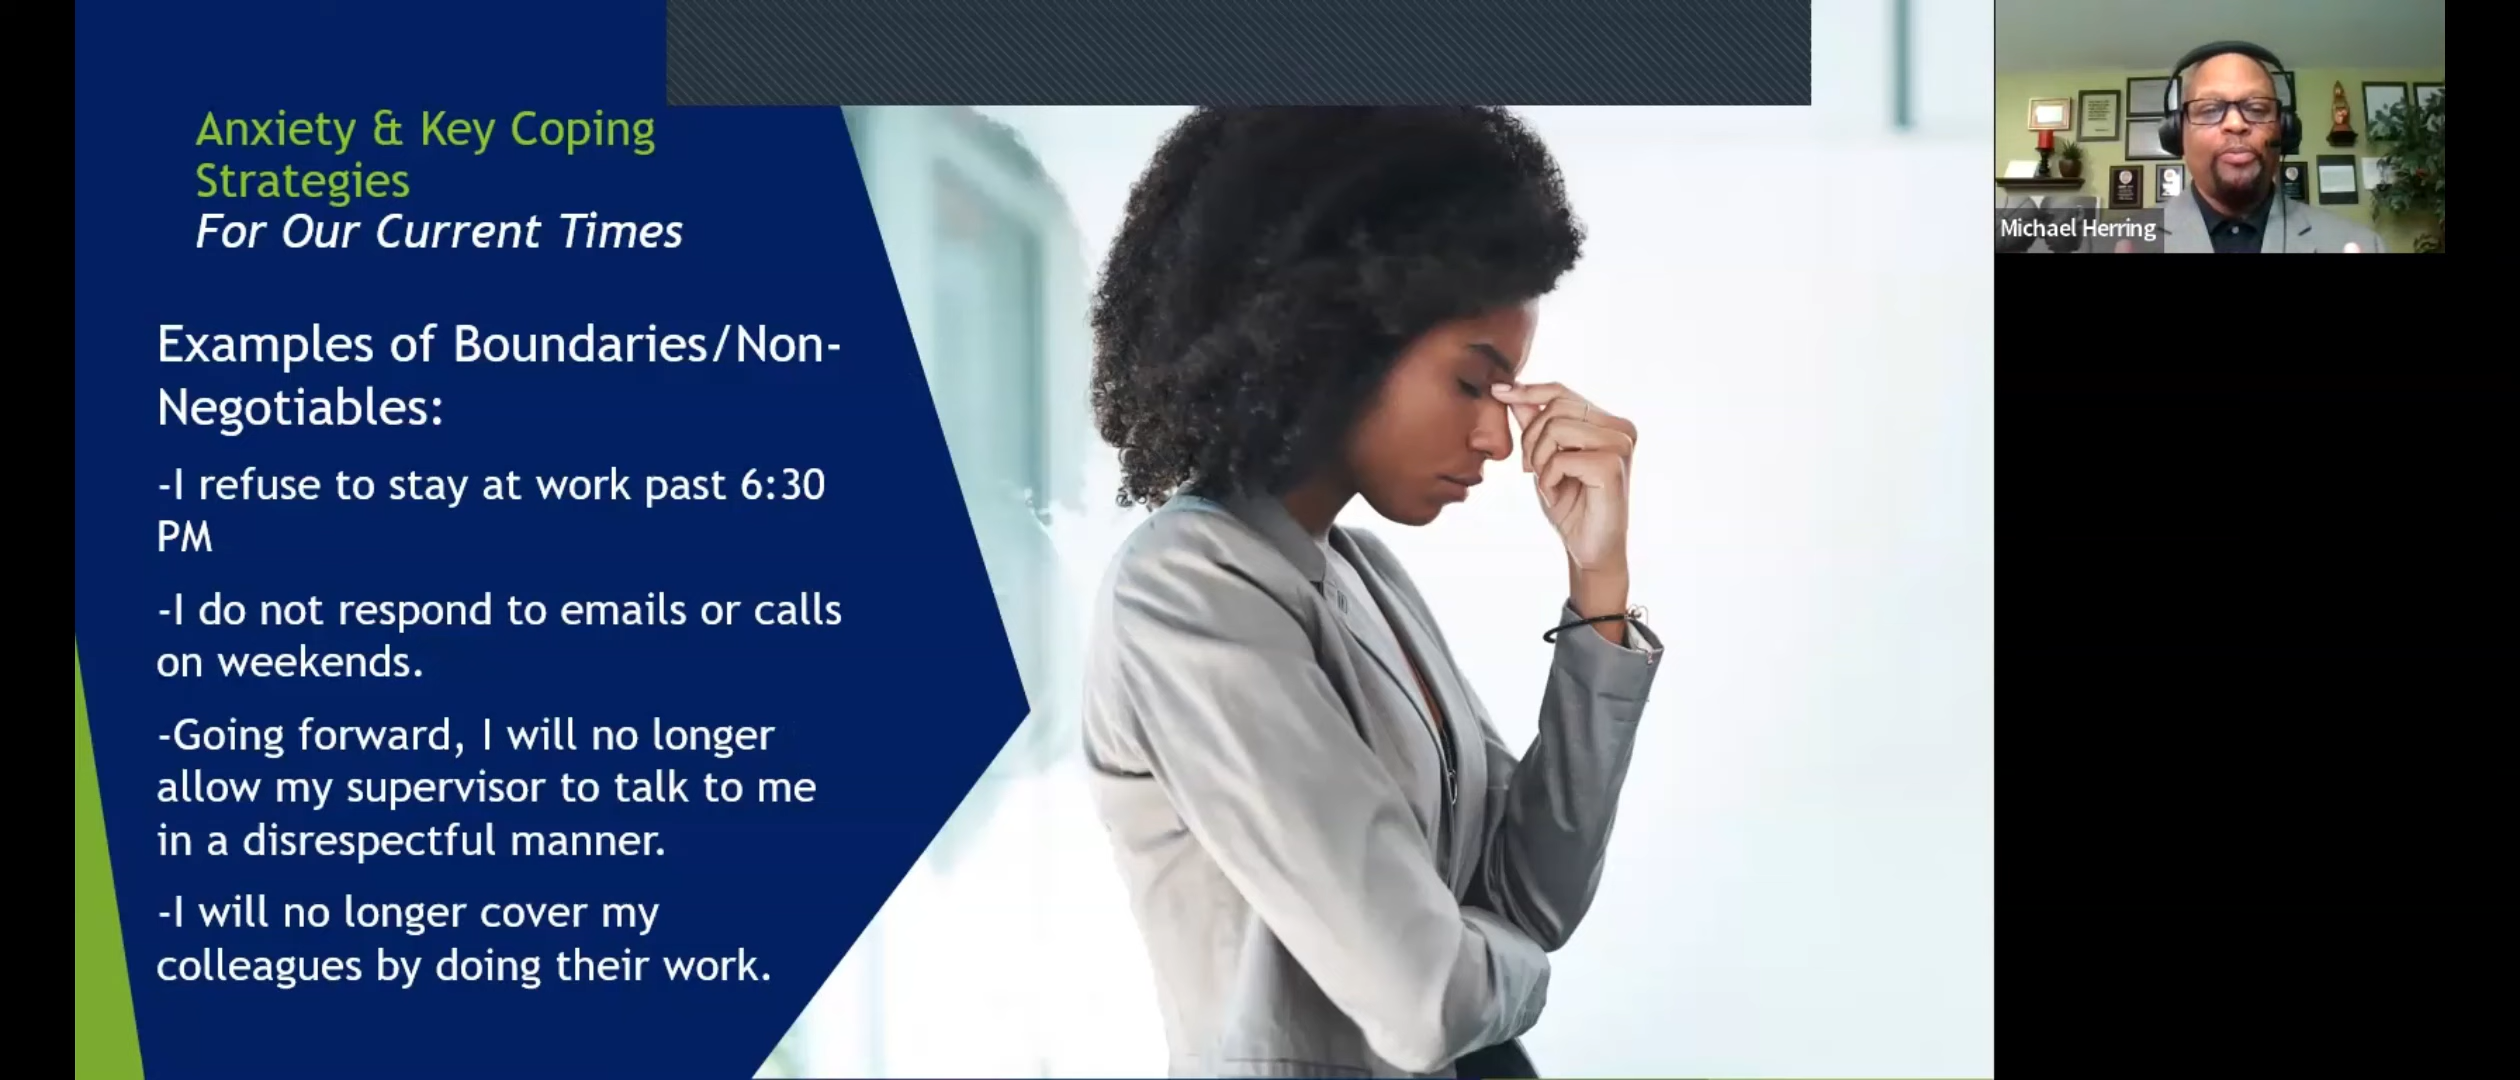 Anxiety & Key Coping
Strategies
For Our Current Times
Examples of Boundaries/Non-
Negotiables:
-I refuse to stay at work past 6:30
PM
-I do not respond to emails or calls
on weekends.
-Going forward, I will no longer
allow my supervisor to talk to me
in a disrespectful manner.
-I will no longer cover my
colleagues by doing their work.
Michael Herring